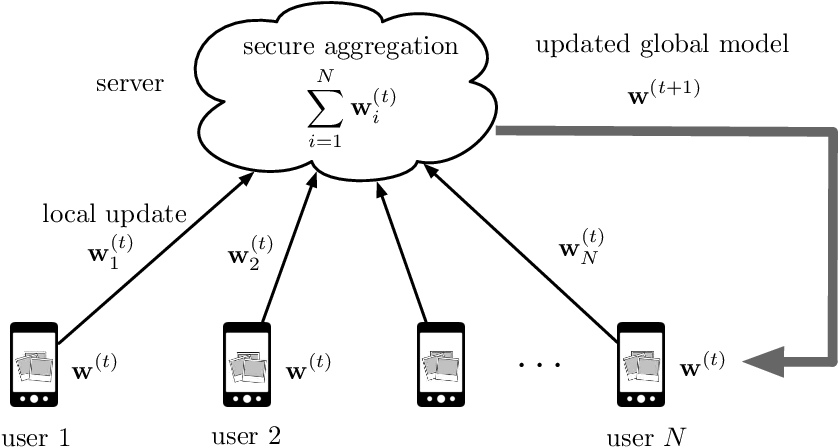 secure aggregation
updated global model
server
∑_{i=1}^{N} w_i^{(t)}
w^{(t+1)}
local update
w_1^{(t)}
w_2^{(t)}
w_N^{(t)}
w^{(t)}
w^{(t)}
...
w^{(t)}
user 1
user 2
user N